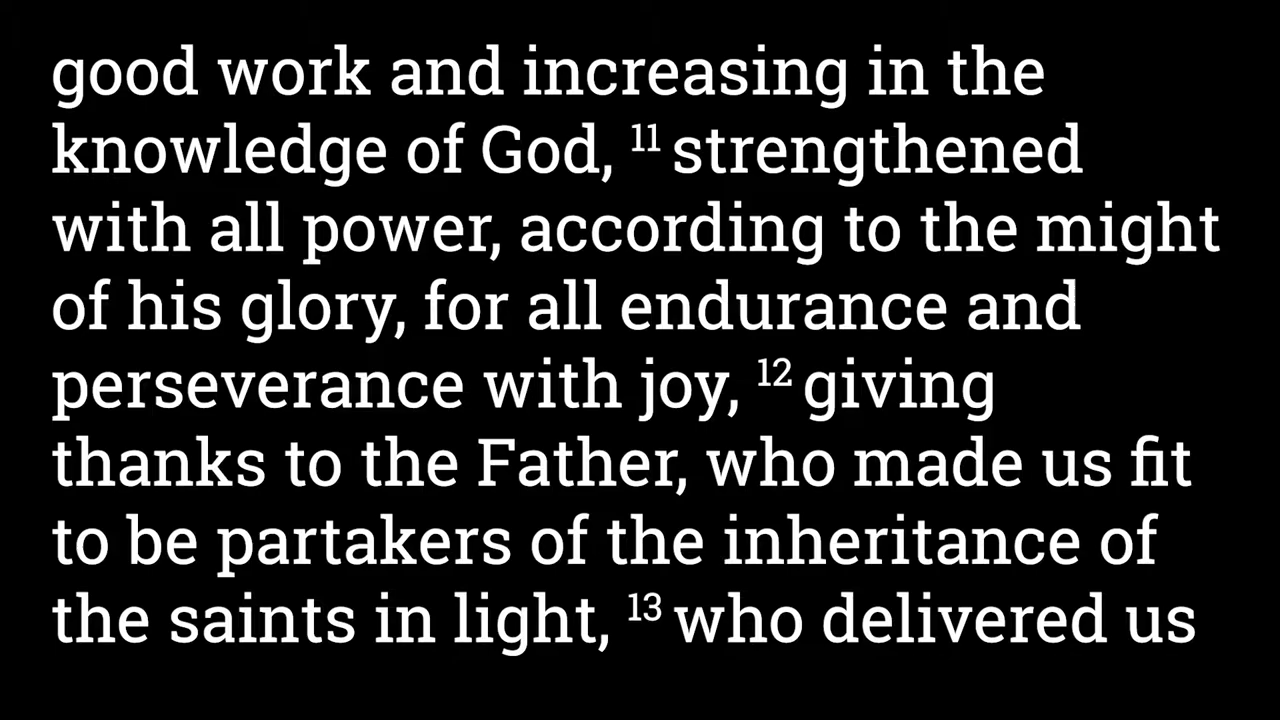 good work and increasing in the
knowledge of God, 11 strengthened
with all power, according to the might
of his glory, for all endurance and
perseverance with joy, 12 giving
thanks to the Father, who made us fit
to be partakers of the inheritance of
the saints in light, 13 who delivered us